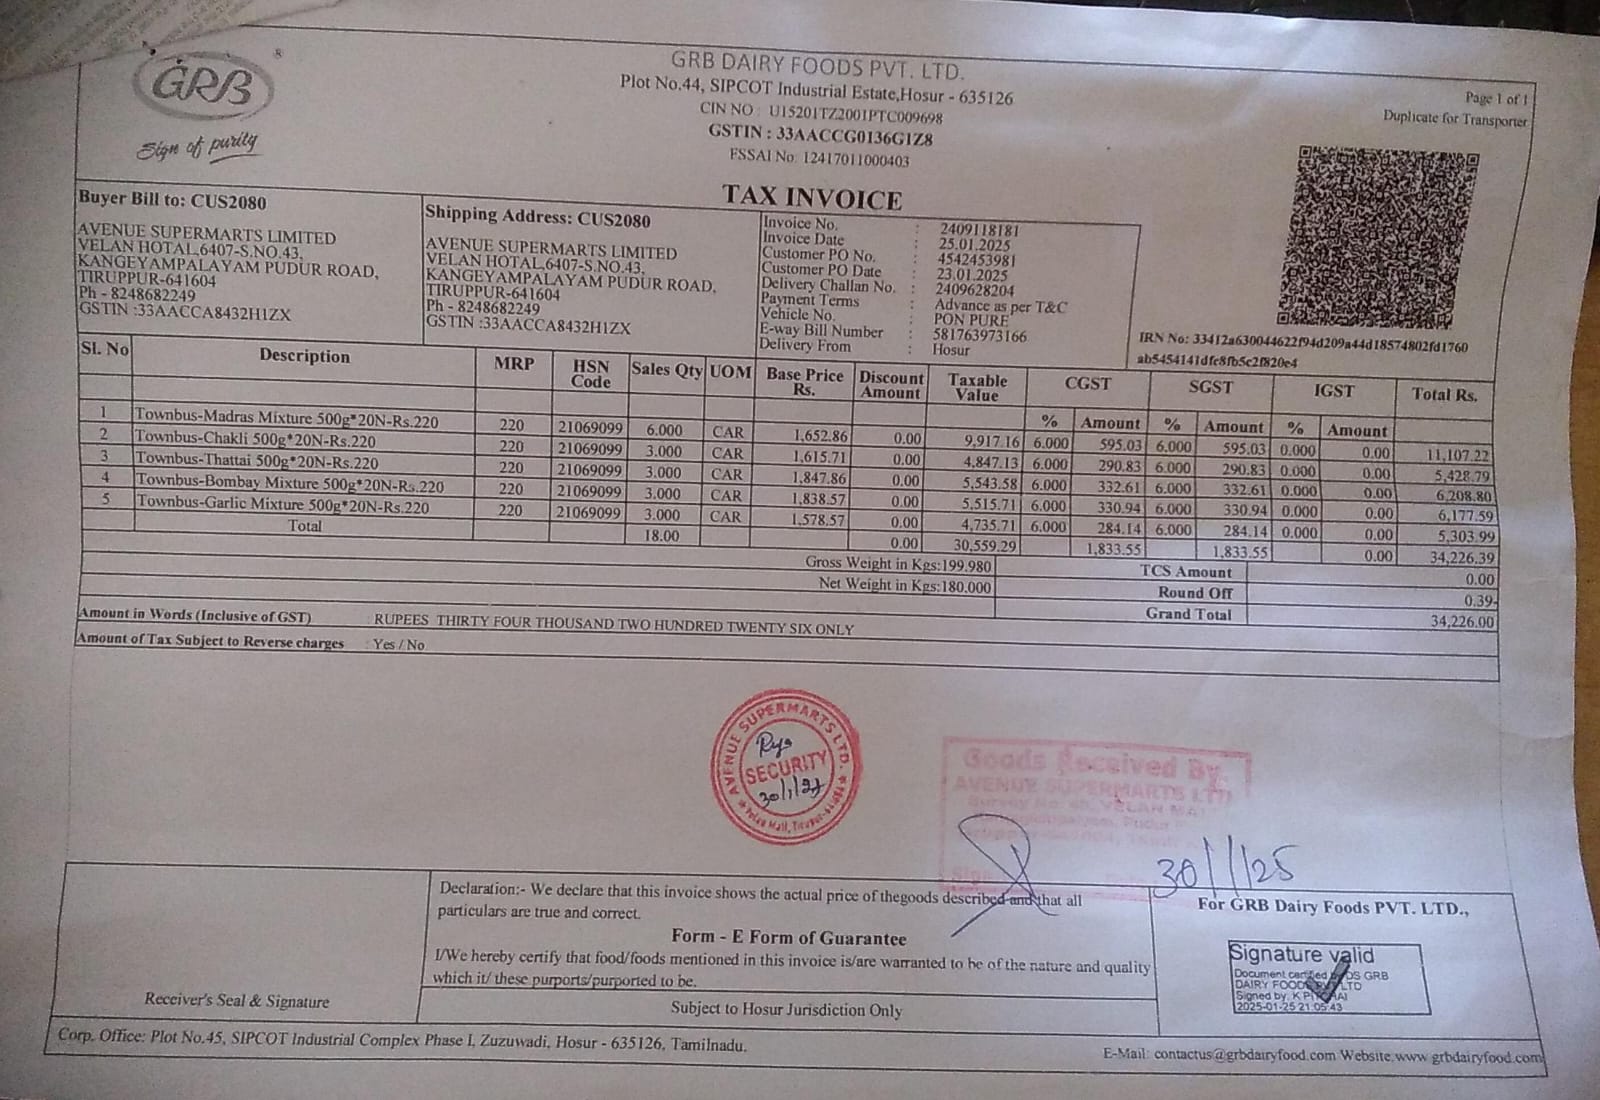 GRB
®
Sign of purity
GRB DAIRY FOODS PVT. LTD.
Plot No.44, SIPCOT Industrial Estate,Hosur - 635126
CIN NO : U15201TZ2001PTC009698
GSTIN : 33AACCG0136G1Z8
FSSAI No: 12417011000403
Page 1 of 1
Duplicate for Transporter
TAX INVOICE
Buyer Bill to: CUS2080
AVENUE SUPERMARTS LIMITED
VELAN HOTAL,6407-S.NO.43,
KANGEYAMPALAYAM PUDUR ROAD,
TIRUPPUR-641604
Ph - 8248682249
GSTIN :33AACCA8432H1ZX
Shipping Address: CUS2080
AVENUE SUPERMARTS LIMITED
VELAN HOTAL,6407-S.NO.43,
KANGEYAMPALAYAM PUDUR ROAD,
TIRUPPUR-641604
Ph - 8248682249
GSTIN :33AACCA8432H1ZX
Invoice No. : 2409118181
Invoice Date : 25.01.2025
Customer PO No. : 4542453981
Customer PO Date : 23.01.2025
Delivery Challan No. : 2409628204
Payment Terms : Advance as per T&C
Vehicle No. : PON PURE
E-way Bill Number : 581763973166
Delivery From : Hosur
IRN No: 33412a630044622f94d209a44d18574802fd1760
ab5454141dfc8fb5c2f820e4
Sl. No Description MRP HSN Code Sales Qty UOM Base Price Rs. Discount Amount Taxable Value CGST SGST IGST Total Rs.
% Amount % Amount % Amount
1 Townbus-Madras Mixture 500g*20N-Rs.220 220 21069099 6.000 CAR 1,652.86 0.00 9,917.16 6.000 595.03 6.000 595.03 0.000 0.00 11,107.22
2 Townbus-Chakli 500g*20N-Rs.220 220 21069099 3.000 CAR 1,615.71 0.00 4,847.13 6.000 290.83 6.000 290.83 0.000 0.00 5,428.79
3 Townbus-Thattai 500g*20N-Rs.220 220 21069099 3.000 CAR 1,847.86 0.00 5,543.58 6.000 332.61 6.000 332.61 0.000 0.00 6,208.80
4 Townbus-Bombay Mixture 500g*20N-Rs.220 220 21069099 3.000 CAR 1,838.57 0.00 5,515.71 6.000 330.94 6.000 330.94 0.000 0.00 6,177.59
5 Townbus-Garlic Mixture 500g*20N-Rs.220 220 21069099 3.000 CAR 1,578.57 0.00 4,735.71 6.000 284.14 6.000 284.14 0.000 0.00 5,303.99
Total 18.00 0.00 30,559.29 1,833.55 1,833.55 0.00 34,226.39
Gross Weight in Kgs:199.980 TCS Amount 0.00
Net Weight in Kgs:180.000 Round Off 0.39-
Grand Total 34,226.00
Amount in Words (Inclusive of GST) : RUPEES THIRTY FOUR THOUSAND TWO HUNDRED TWENTY SIX ONLY
Amount of Tax Subject to Reverse charges : Yes / No
AVENUE SUPERMARTS LTD.
SECURITY
Velan Mall,
Goods Received By,
AVENUE SUPERMARTS LTD
30/1/25
Declaration:- We declare that this invoice shows the actual price of thegoods described and that all
particulars are true and correct.
Form - E Form of Guarantee
I/We hereby certify that food/foods mentioned in this invoice is/are warranted to be of the nature and quality
which it/ these purports/purported to be.
Subject to Hosur Jurisdiction Only
Receiver's Seal & Signature
For GRB Dairy Foods PVT. LTD.,
Signature valid
Document certified by DS GRB
DAIRY FOODS PVT LTD
Signed by: K
2025-01-25 21:05:43
Corp. Office: Plot No.45, SIPCOT Industrial Complex Phase I, Zuzuwadi, Hosur - 635126, Tamilnadu.
E-Mail: contactus@grbdairyfood.com Website:www grbdairyfood.com